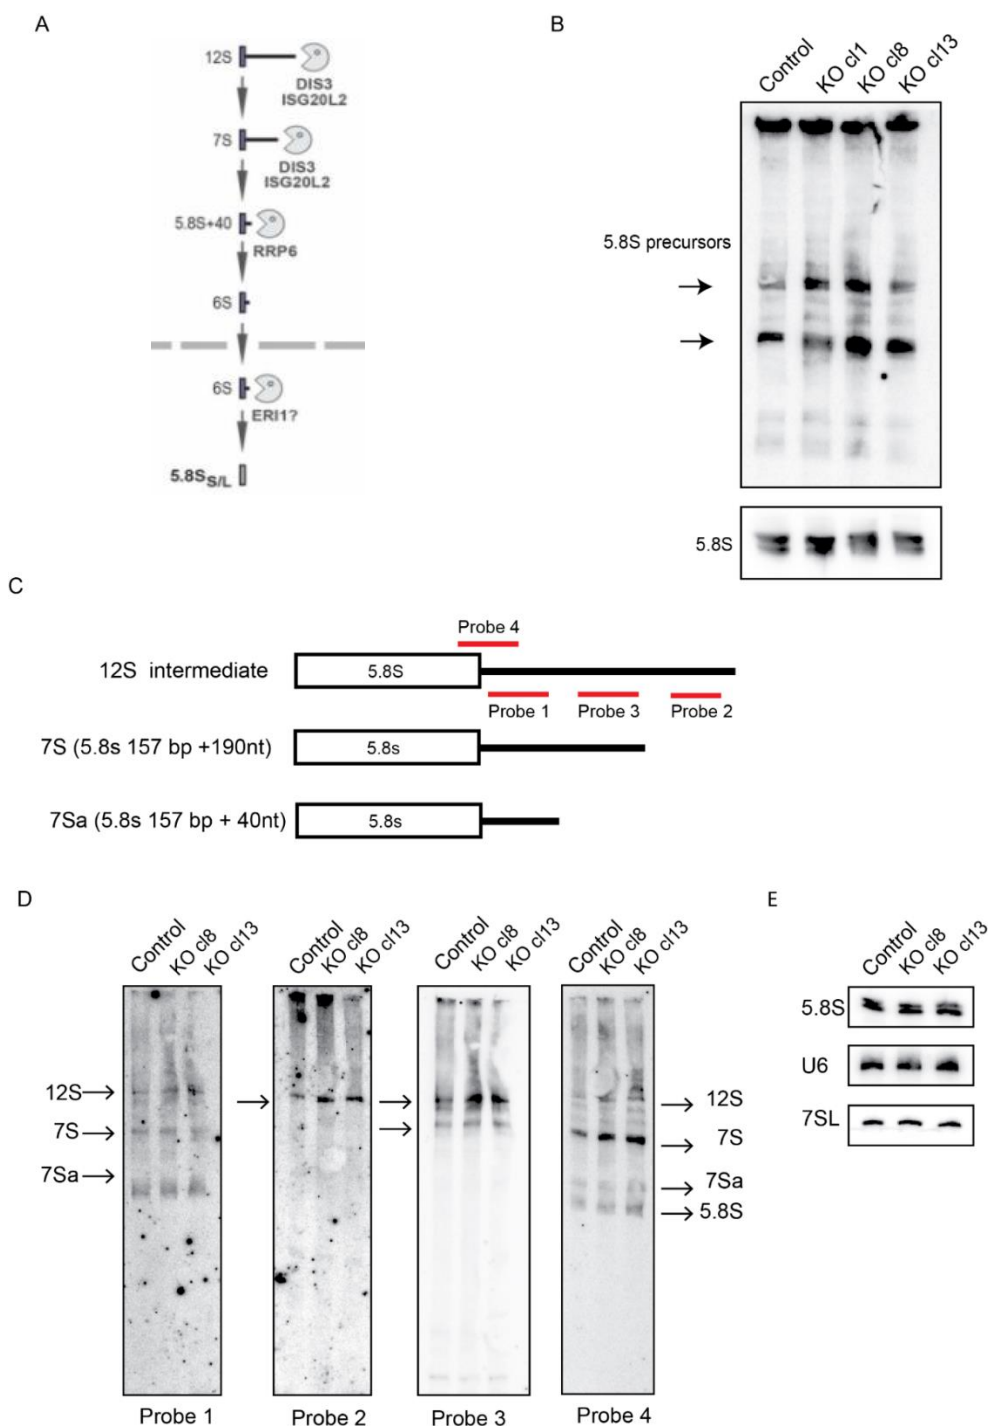 A
12S
DIS3
ISG20L2
7S
DIS3
ISG20L2
5.8S+40
RRP6
6S
6S
ERI1?
5.8S S/L
B
Control
KO cl1
KO cl8
KO cl13
5.8S precursors
5.8S
C
Probe 4
12S intermediate
5.8S
Probe 1
Probe 3
Probe 2
7S (5.8s 157 bp +190nt)
5.8s
7Sa (5.8s 157 bp + 40nt)
5.8s
D
Control
KO cl8
KO cl13
Control
KO cl8
KO cl13
Control
KO cl8
KO cl13
Control
KO cl8
KO cl13
12S
7S
7Sa
12S
7S
7Sa
5.8S
Probe 1
Probe 2
Probe 3
Probe 4
E
Control
KO cl8
KO cl13
5.8S
U6
7SL